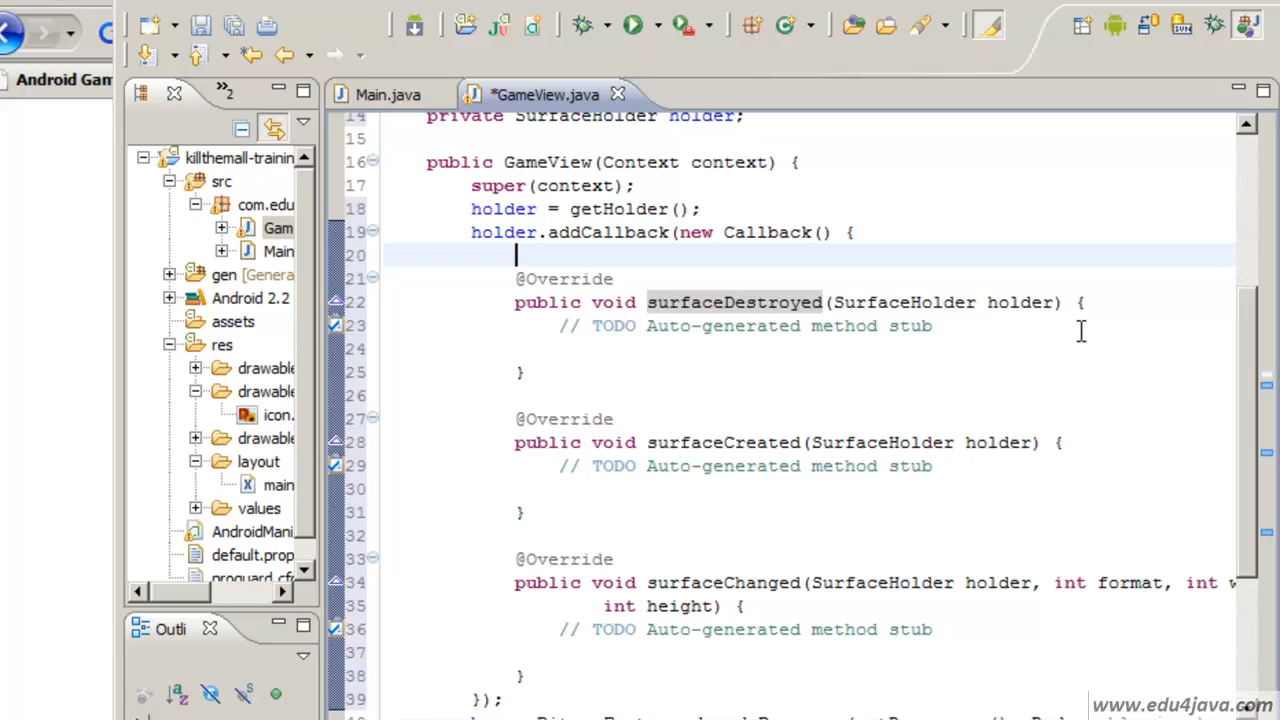 Android Gam
2
Main.java
*GameView.java
killthemall-training
src
com.edu
Gam
Main
gen [Genera
Android 2.2
assets
res
drawable
drawable
icon.
drawable
layout
main
values
AndroidMani
default.prop
proguard.cfg
Outli
14 private SurfaceHolder holder;
15
16 public GameView(Context context) {
17 super(context);
18 holder = getHolder();
19 holder.addCallback(new Callback() {
20
21 @Override
22 public void surfaceDestroyed(SurfaceHolder holder) {
23 // TODO Auto-generated method stub
24
25 }
26
27 @Override
28 public void surfaceCreated(SurfaceHolder holder) {
29 // TODO Auto-generated method stub
30
31 }
32
33 @Override
34 public void surfaceChanged(SurfaceHolder holder, int format, int w
35 int height) {
36 // TODO Auto-generated method stub
37
38 }
39 });
www.edu4java.com